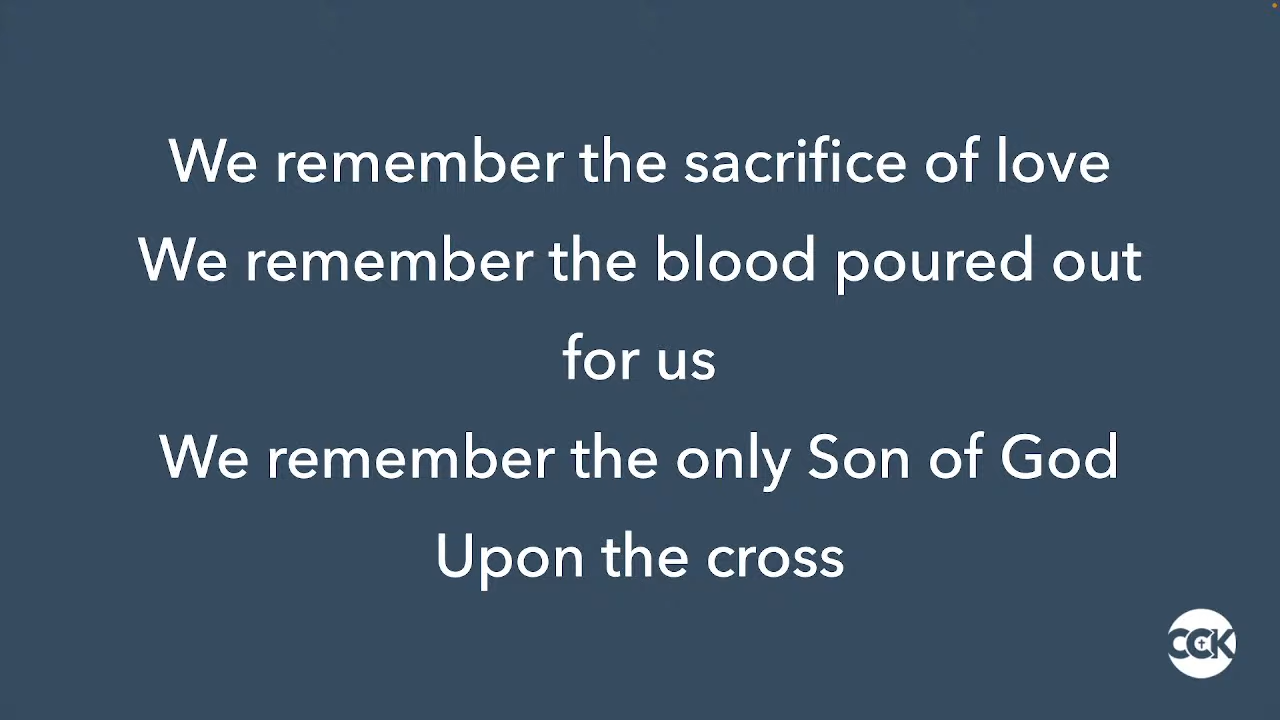 We remember the sacrifice of love
We remember the blood poured out
for us
We remember the only Son of God
Upon the cross
CCK